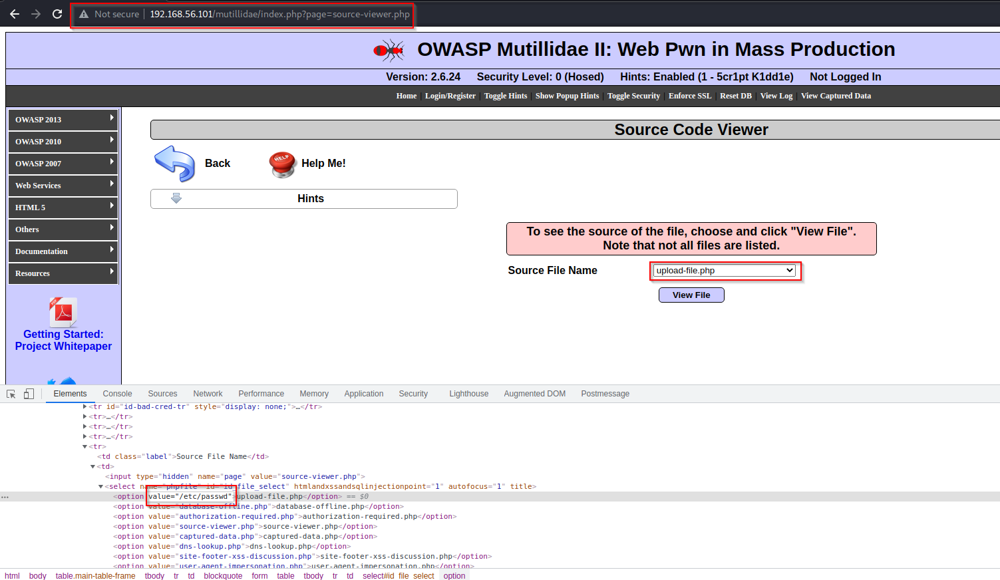 Not secure | 192.168.56.101/mutillidae/index.php?page=source-viewer.php
OWASP Mutillidae II: Web Pwn in Mass Production
Version: 2.6.24 Security Level: 0 (Hosed) Hints: Enabled (1 - 5cr1pt K1dd1e) Not Logged In
Home | Login/Register | Toggle Hints | Show Popup Hints | Toggle Security | Enforce SSL | Reset DB | View Log | View Captured Data
OWASP 2013
OWASP 2010
OWASP 2007
Web Services
HTML 5
Others
Documentation
Resources
PDF
Getting Started:
Project Whitepaper
Source Code Viewer
Back
HELP
Help Me!
Hints
To see the source of the file, choose and click "View File".
Note that not all files are listed.
Source File Name
upload-file.php
View File
Elements Console Sources Network Performance Memory Application Security Lighthouse Augmented DOM Postmessage
<tr id="id-bad-cred-tr" style="display: none;">…</tr>
<tr>…</tr>
<tr>…</tr>
<tr>…</tr>
<tr>
<td class="label">Source File Name</td>
<td>
<input type="hidden" name="page" value="source-viewer.php">
<select name="phpfile" id="id_file_select" htmlandxssandsqlinjectionpoint="1" autofocus="1" title>
<option value="/etc/passwd">upload-file.php</option> == $0
<option value="database-offline.php">database-offline.php</option>
<option value="authorization-required.php">authorization-required.php</option>
<option value="source-viewer.php">source-viewer.php</option>
<option value="captured-data.php">captured-data.php</option>
<option value="dns-lookup.php">dns-lookup.php</option>
<option value="site-footer-xss-discussion.php">site-footer-xss-discussion.php</option>
<option value="user-agent-impersonation.php">user-agent-impersonation.php</option>
html body table.main-table-frame tbody tr td blockquote form table tbody tr td select#id file select option